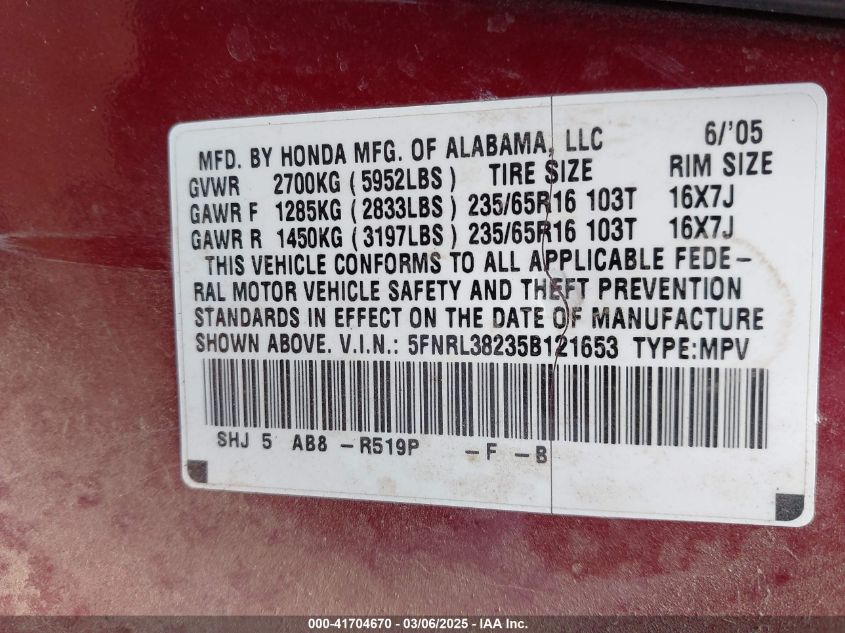 MFD. BY HONDA MFG. OF ALABAMA, LLC 6/'05
GVWR 2700KG (5952LBS) TIRE SIZE RIM SIZE
GAWR F 1285KG (2833LBS) 235/65R16 103T 16X7J
GAWR R 1450KG (3197LBS) 235/65R16 103T 16X7J
THIS VEHICLE CONFORMS TO ALL APPLICABLE FEDE-
RAL MOTOR VEHICLE SAFETY AND THEFT PREVENTION
STANDARDS IN EFFECT ON THE DATE OF MANUFACTURE
SHOWN ABOVE. V.I.N.: 5FNRL38235B121653 TYPE:MPV
SHJ 5 AB8 -R519P -F -B
000-41704670 - 03/06/2025 - IAA Inc.